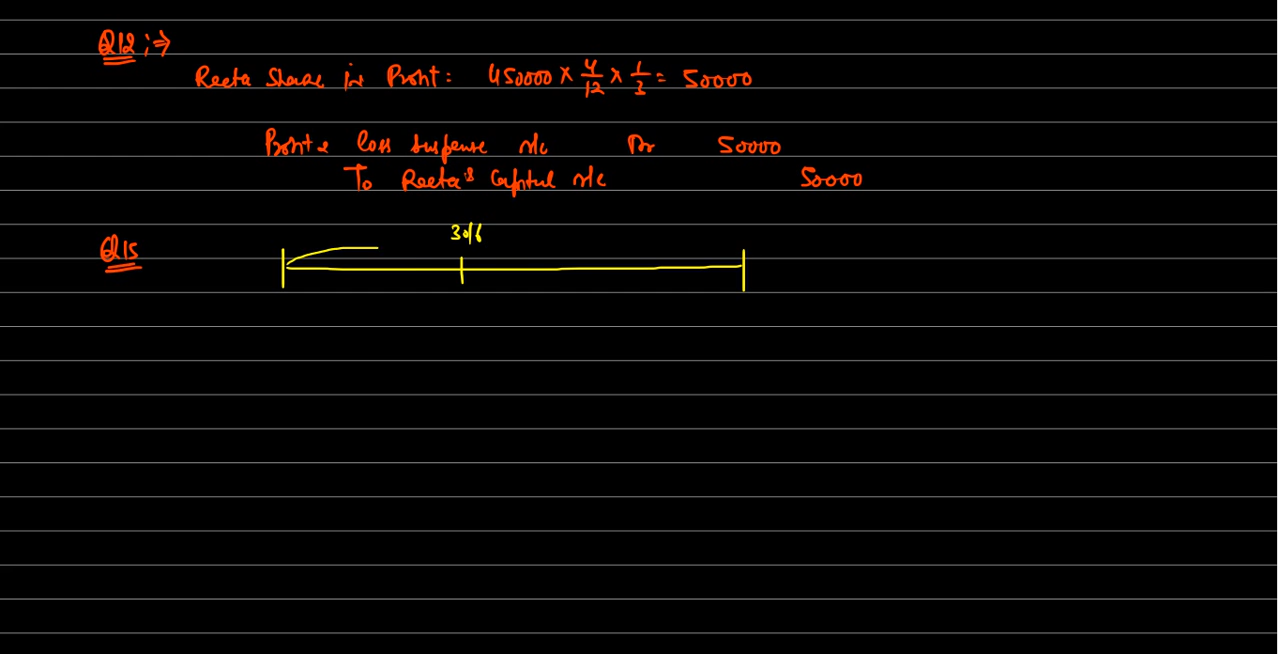 Q12 :⇒
Reeta Share in Profit : 450000 × 4/12 × 1/3 = 50000
Profit & loss suspense A/c Dr 50000
To Reeta's Capital A/c 50000
30/6
Q15